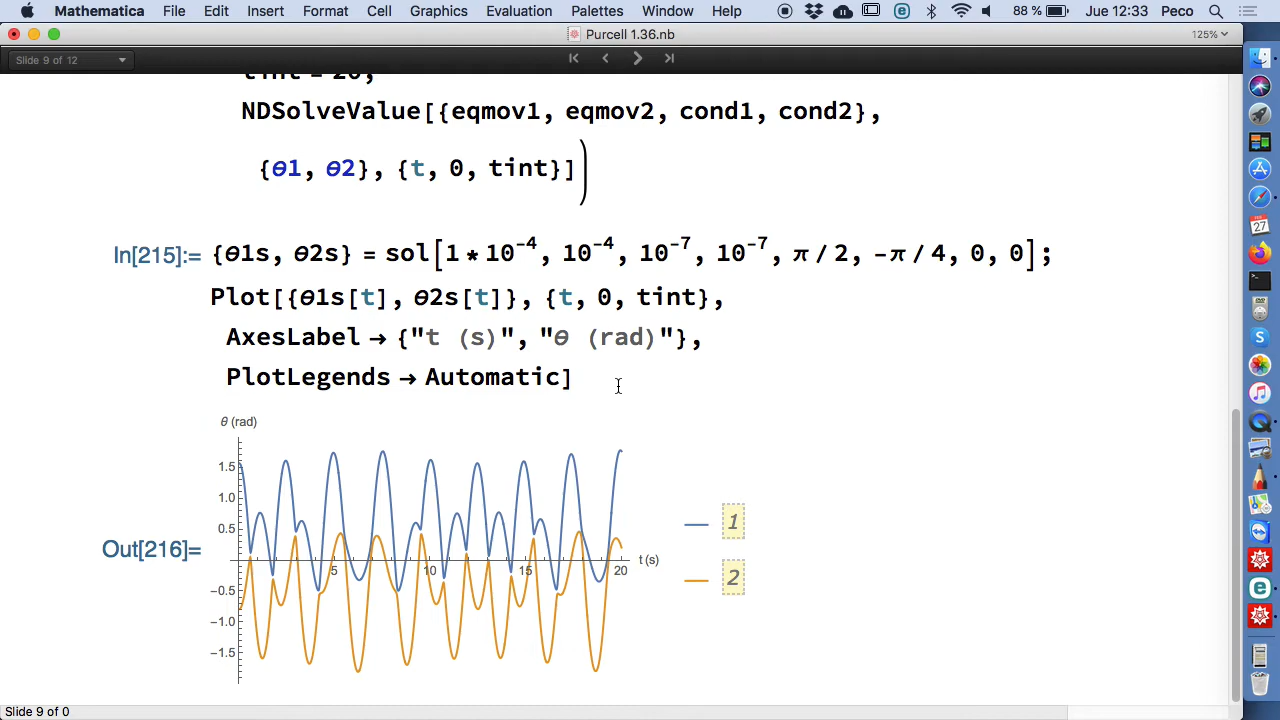 Mathematica File Edit Insert Format Cell Graphics Evaluation Palettes Window Help 88 % Jue 12:33 Peco
Purcell 1.36.nb 125%
Slide 9 of 12
tint = 20;
NDSolveValue[{eqmov1, eqmov2, cond1, cond2},
{θ1, θ2}, {t, 0, tint}])
In[215]:= {θ1s, θ2s} = sol[1 * 10^-4, 10^-4, 10^-7, 10^-7, π / 2, -π / 4, 0, 0];
Plot[{θ1s[t], θ2s[t]}, {t, 0, tint},
AxesLabel → {"t (s)", "θ (rad)"},
PlotLegends → Automatic]
θ (rad)
1.5
1.0
0.5
-0.5
-1.0
-1.5
5 10 15 20
t (s)
Out[216]=
1
2
Slide 9 of 0
FEB
27